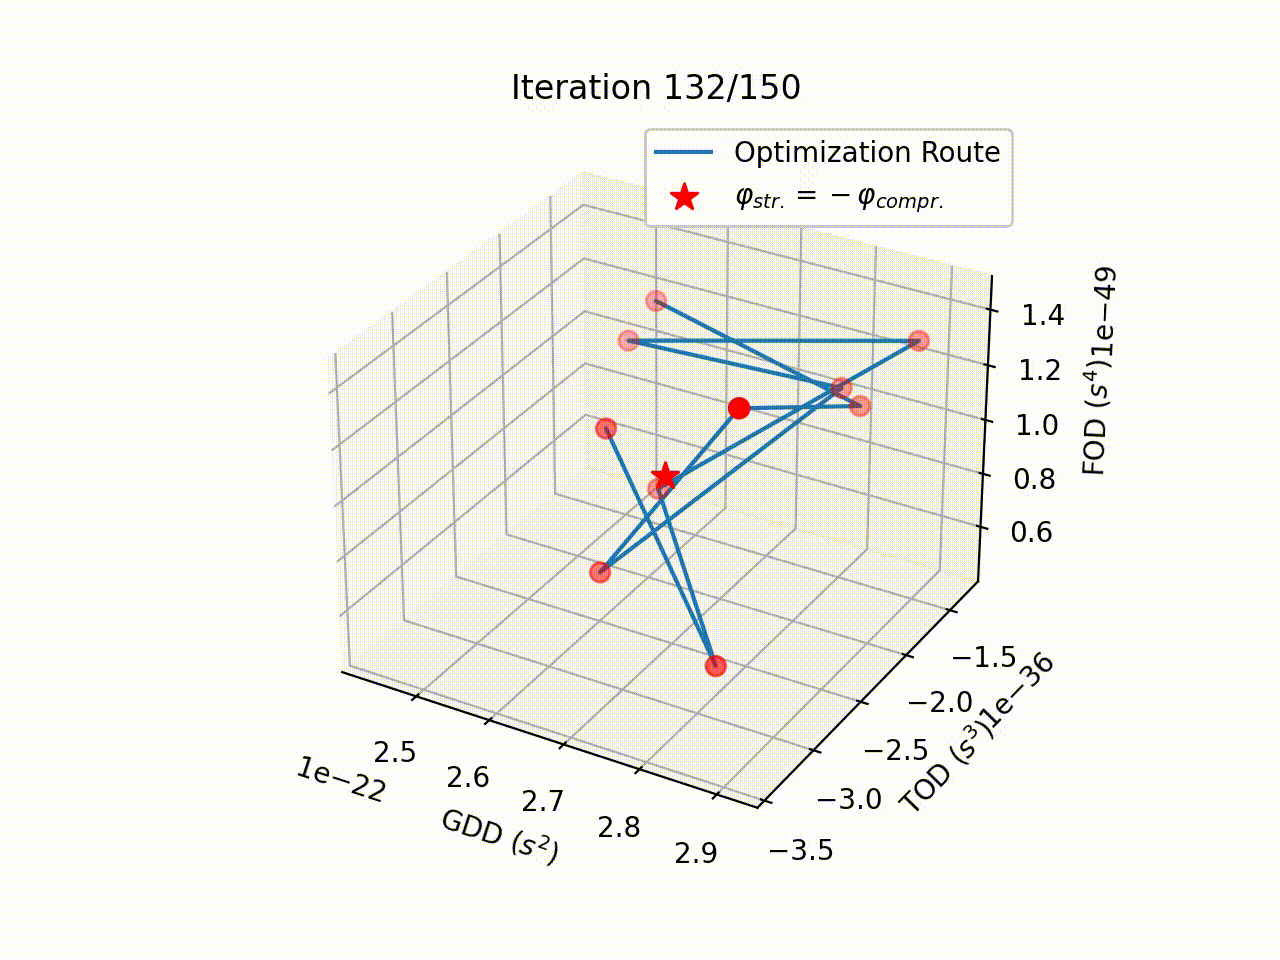 Iteration 132/150
Optimization Route
φstr. = − φcompr.
1.4
1.2
1.0
0.8
0.6
FOD (s⁴)1e−49
−1.5
−2.0
−2.5
−3.0
−3.5
TOD (s³)1e−36
2.5
2.6
2.7
2.8
2.9
1e−22
GDD (s²)